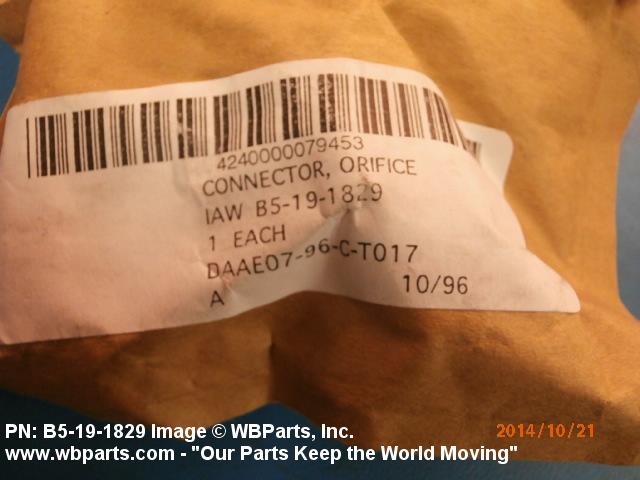 4240000079453
CONNECTOR, ORIFICE
IAW B5-19-1829
1 EACH
DAAE07-96-C-T017
A 10/96
PN: B5-19-1829 Image © WBParts, Inc. 2014/10/21
www.wbparts.com - "Our Parts Keep the World Moving"